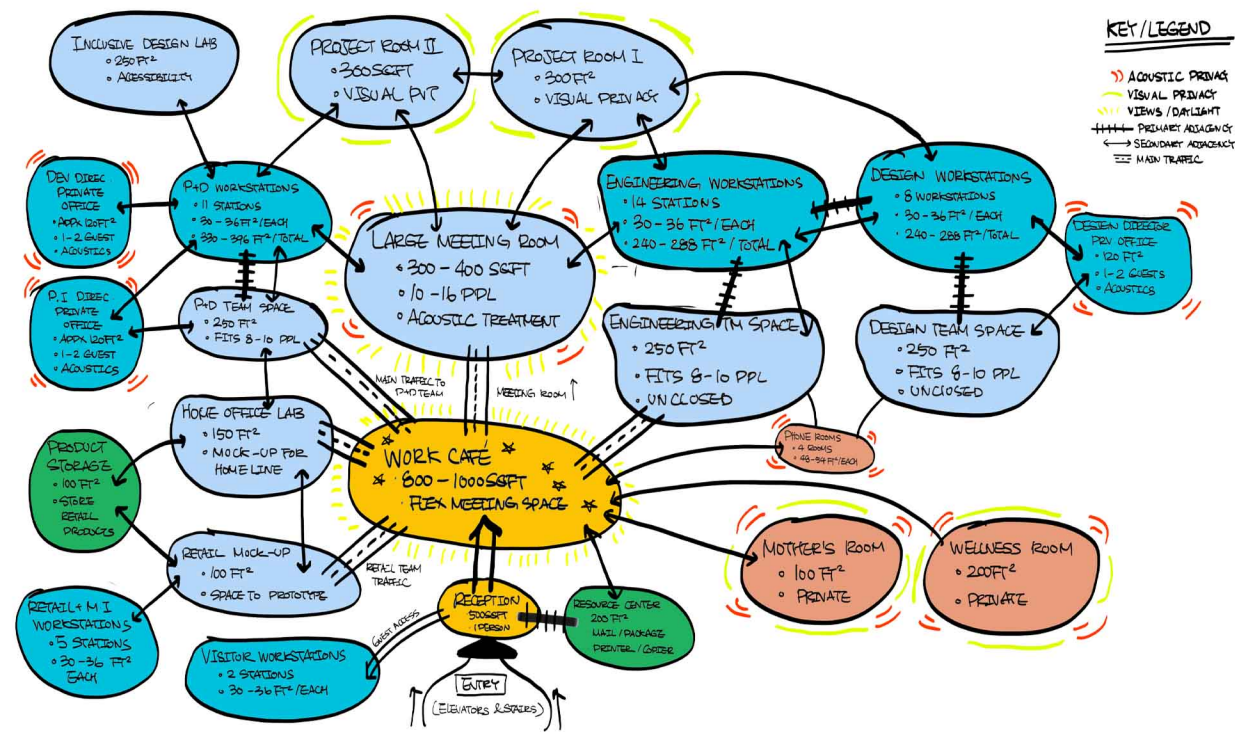 INCLUSIVE DESIGN LAB
• 250 FT²
• ACESSIBILITY
PROJECT ROOM II
• 300 SQFT
• VISUAL PVT
PROJECT ROOM I
• 300 FT²
• VISUAL PRIVACY
KEY/LEGEND
ACOUSTIC PRIVACY
VISUAL PRIVACY
VIEWS/DAYLIGHT
PRIMARY ADJACENCY
SECONDARY ADJACENCY
MAIN TRAFFIC
DEV DIREC
PRIVATE
OFFICE
• APPX 120 FT²
• 1-2 GUEST
• ACOUSTICS
P+D WORKSTATIONS
• 11 STATIONS
• 30-36 FT²/EACH
• 330-396 FT²/TOTAL
LARGE MEETING ROOM
• 300-400 SQFT
• 10-16 PPL
• ACOUSTIC TREATMENT
ENGINEERING WORKSTATIONS
• 14 STATIONS
• 30-36 FT²/EACH
• 240-288 FT²/TOTAL
DESIGN WORKSTATIONS
• 8 WORKSTATIONS
• 30-36 FT²/EACH
• 240-288 FT²/TOTAL
DESIGN DIRECTOR
PRV OFFICE
• 120 FT²
• 1-2 GUESTS
• ACOUSTICS
P.I DIREC
PRIVATE
OFFICE
• APPX 120FT²
• 1-2 GUEST
• ACOUSTICS
P+D TEAM SPACE
• 250 FT²
• FITS 8-10 PPL
ENGINEERING TM SPACE
• 250 FT²
• FITS 8-10 PPL
• UNCLOSED
DESIGN TEAM SPACE
• 250 FT²
• FITS 8-10 PPL
• UNCLOSED
MAIN TRAFFIC TO
P+D TEAM
MEETING ROOM ↑
HOME OFFICE LAB
• 150 FT²
• MOCK-UP FOR
HOME LINE
PRODUCT
STORAGE
• 100 FT²
• STORE
RETAIL
PRODUCTS
WORK CAFÉ
• 800-1000 SQFT
• FLEX MEETING SPACE
PHONE ROOMS
• 4 ROOMS
RETAIL MOCK-UP
• 100 FT²
• SPACE TO PROTOTYPE
RETAIL TEAM
TRAFFIC
MOTHER'S ROOM
• 100 FT²
• PRIVATE
WELLNESS ROOM
• 200FT²
• PRIVATE
RETAIL + M I
WORKSTATIONS
• 5 STATIONS
• 30-36 FT²
EACH
RECEPTION
500SQFT
1 PERSON
RESOURCE CENTER
200 FT²
MAIL/PACKAGE
PRINTER/COPIER
GUEST ACCESS
VISITOR WORKSTATIONS
• 2 STATIONS
• 30-36 FT²/EACH
ENTRY
(ELEVATORS & STAIRS)